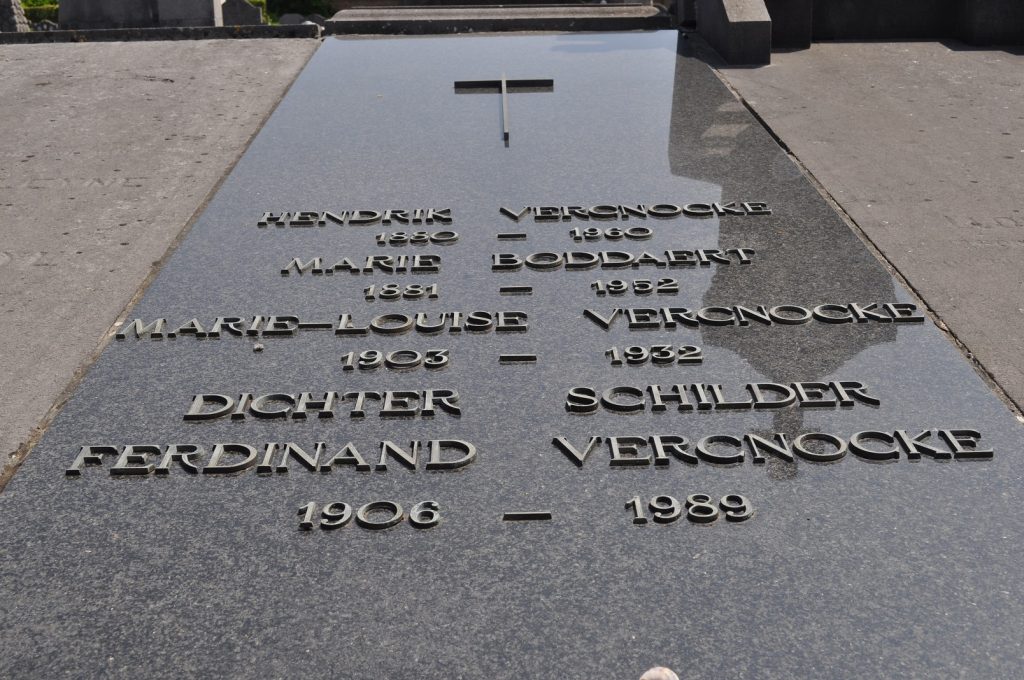 HENDRIK VERCNOCKE
1880 – 1960
MARIE BODDAERT
1881 – 1952
MARIE-LOUISE VERCNOCKE
1903 – 1932
DICHTER SCHILDER
FERDINAND VERCNOCKE
1906 – 1989